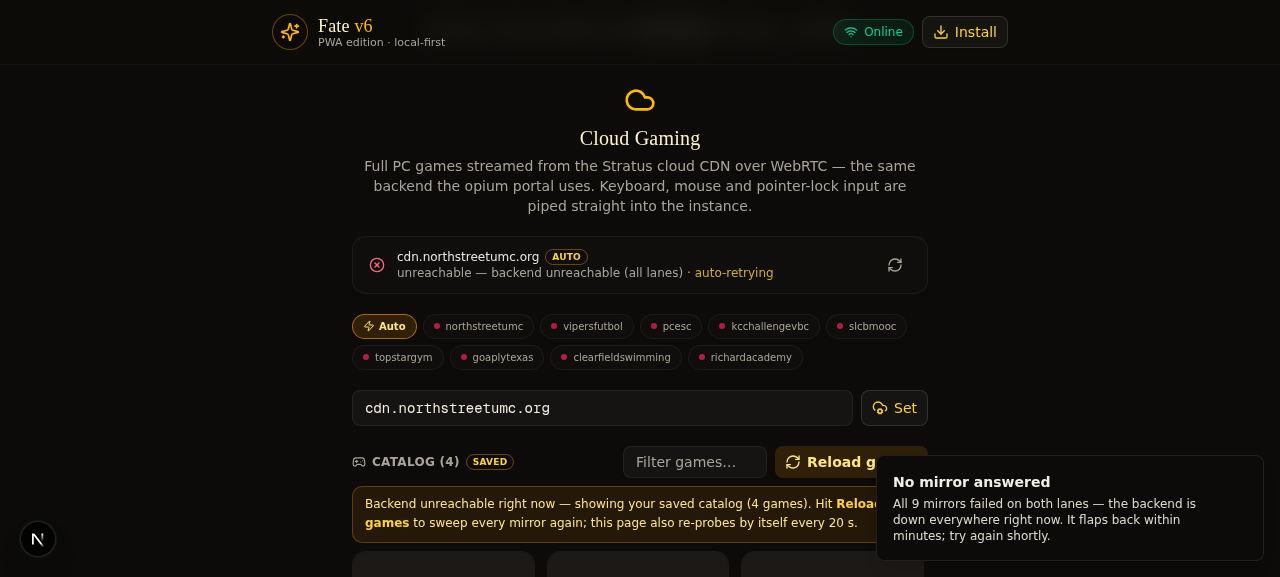 Fate v6
PWA edition · local-first
Online
Install
Cloud Gaming
Full PC games streamed from the Stratus cloud CDN over WebRTC — the same
backend the opium portal uses. Keyboard, mouse and pointer-lock input are
piped straight into the instance.
cdn.northstreetumc.org AUTO
unreachable — backend unreachable (all lanes) · auto-retrying
Auto northstreetumc vipersfutbol pcesc kcchallengevbc slcbmooc
topstargym goaplytexas clearfieldswimming richardacademy
cdn.northstreetumc.org
Set
CATALOG (4) SAVED
Filter games...
Reload g
Backend unreachable right now — showing your saved catalog (4 games). Hit Reload
games to sweep every mirror again; this page also re-probes by itself every 20 s.
No mirror answered
All 9 mirrors failed on both lanes — the backend is
down everywhere right now. It flaps back within
minutes; try again shortly.
N